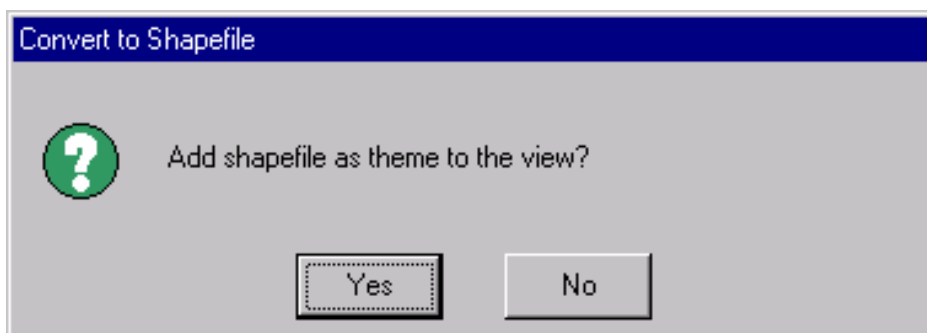 Convert to Shapefile
Add shapefile as theme to the view?
Yes No